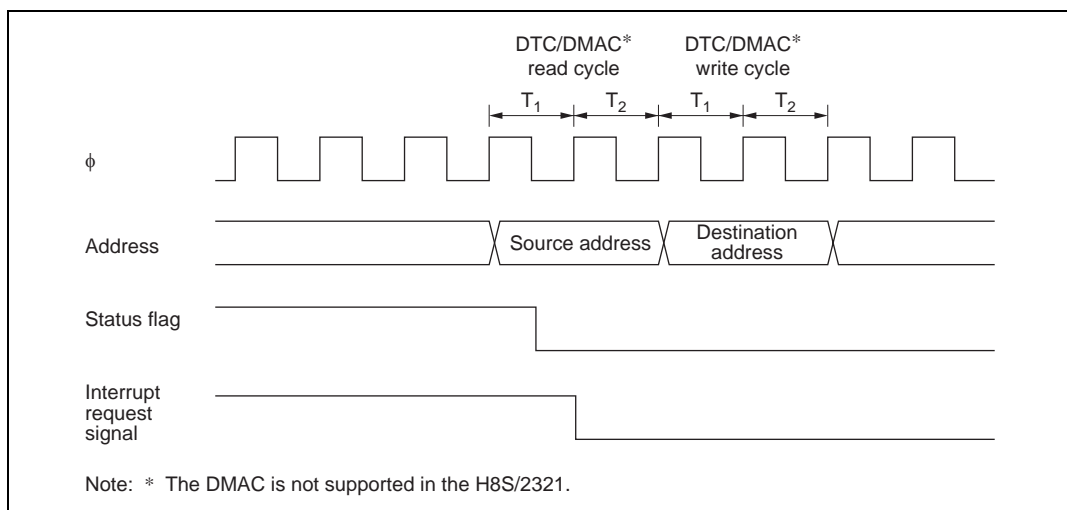 DTC/DMAC* DTC/DMAC*
read cycle write cycle
T1 T2 T1 T2
ϕ
Address Source address Destination address
Status flag
Interrupt
request
signal
Note: * The DMAC is not supported in the H8S/2321.